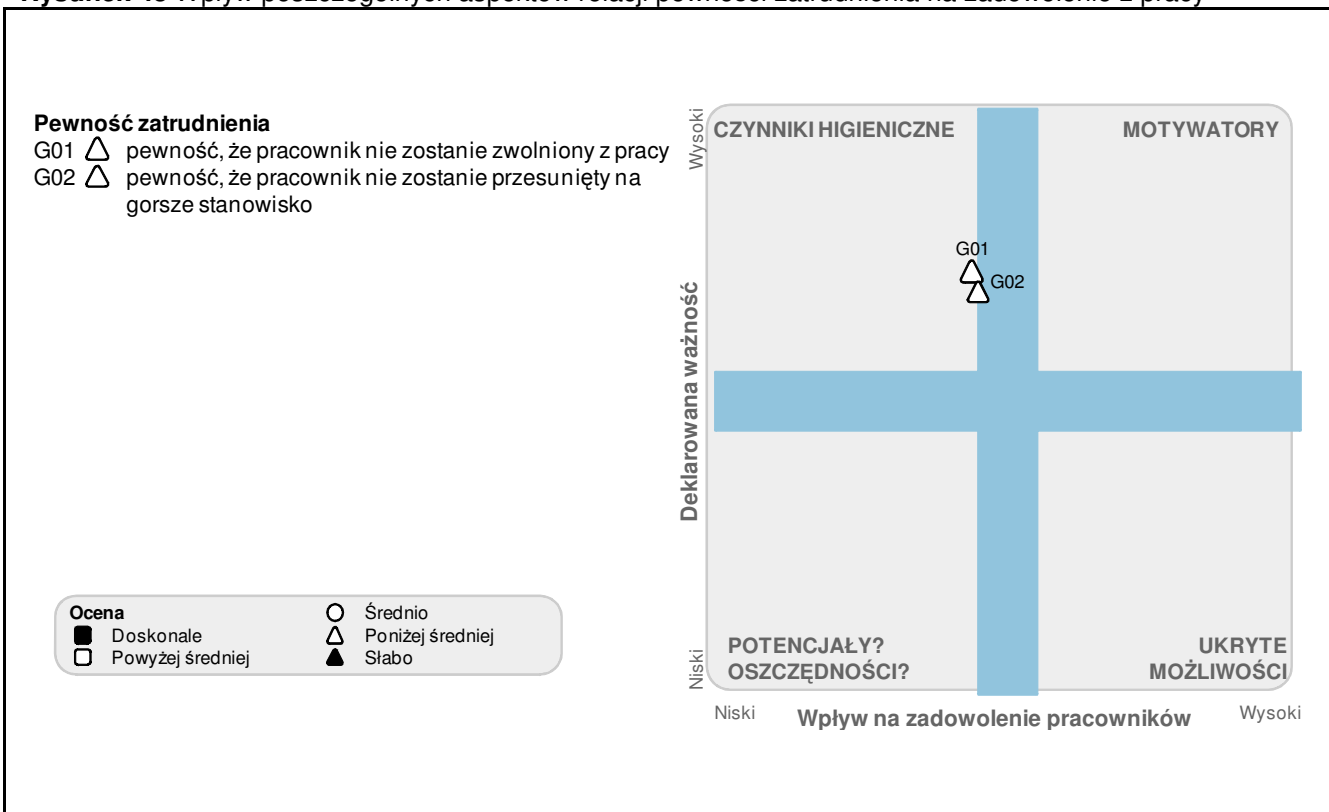 Pewność zatrudnienia
G01 pewność, że pracownik nie zostanie zwolniony z pracy
G02 pewność, że pracownik nie zostanie przesunięty na
gorsze stanowisko
Ocena
Doskonale
Powyżej średniej
Średnio
Poniżej średniej
Słabo
Wysoki
Deklarowana ważność
Niski
CZYNNIKI HIGIENICZNE
MOTYWATORY
G01
G02
POTENCJAŁY?
OSZCZĘDNOŚCI?
UKRYTE
MOŻLIWOŚCI
Niski
Wpływ na zadowolenie pracowników
Wysoki